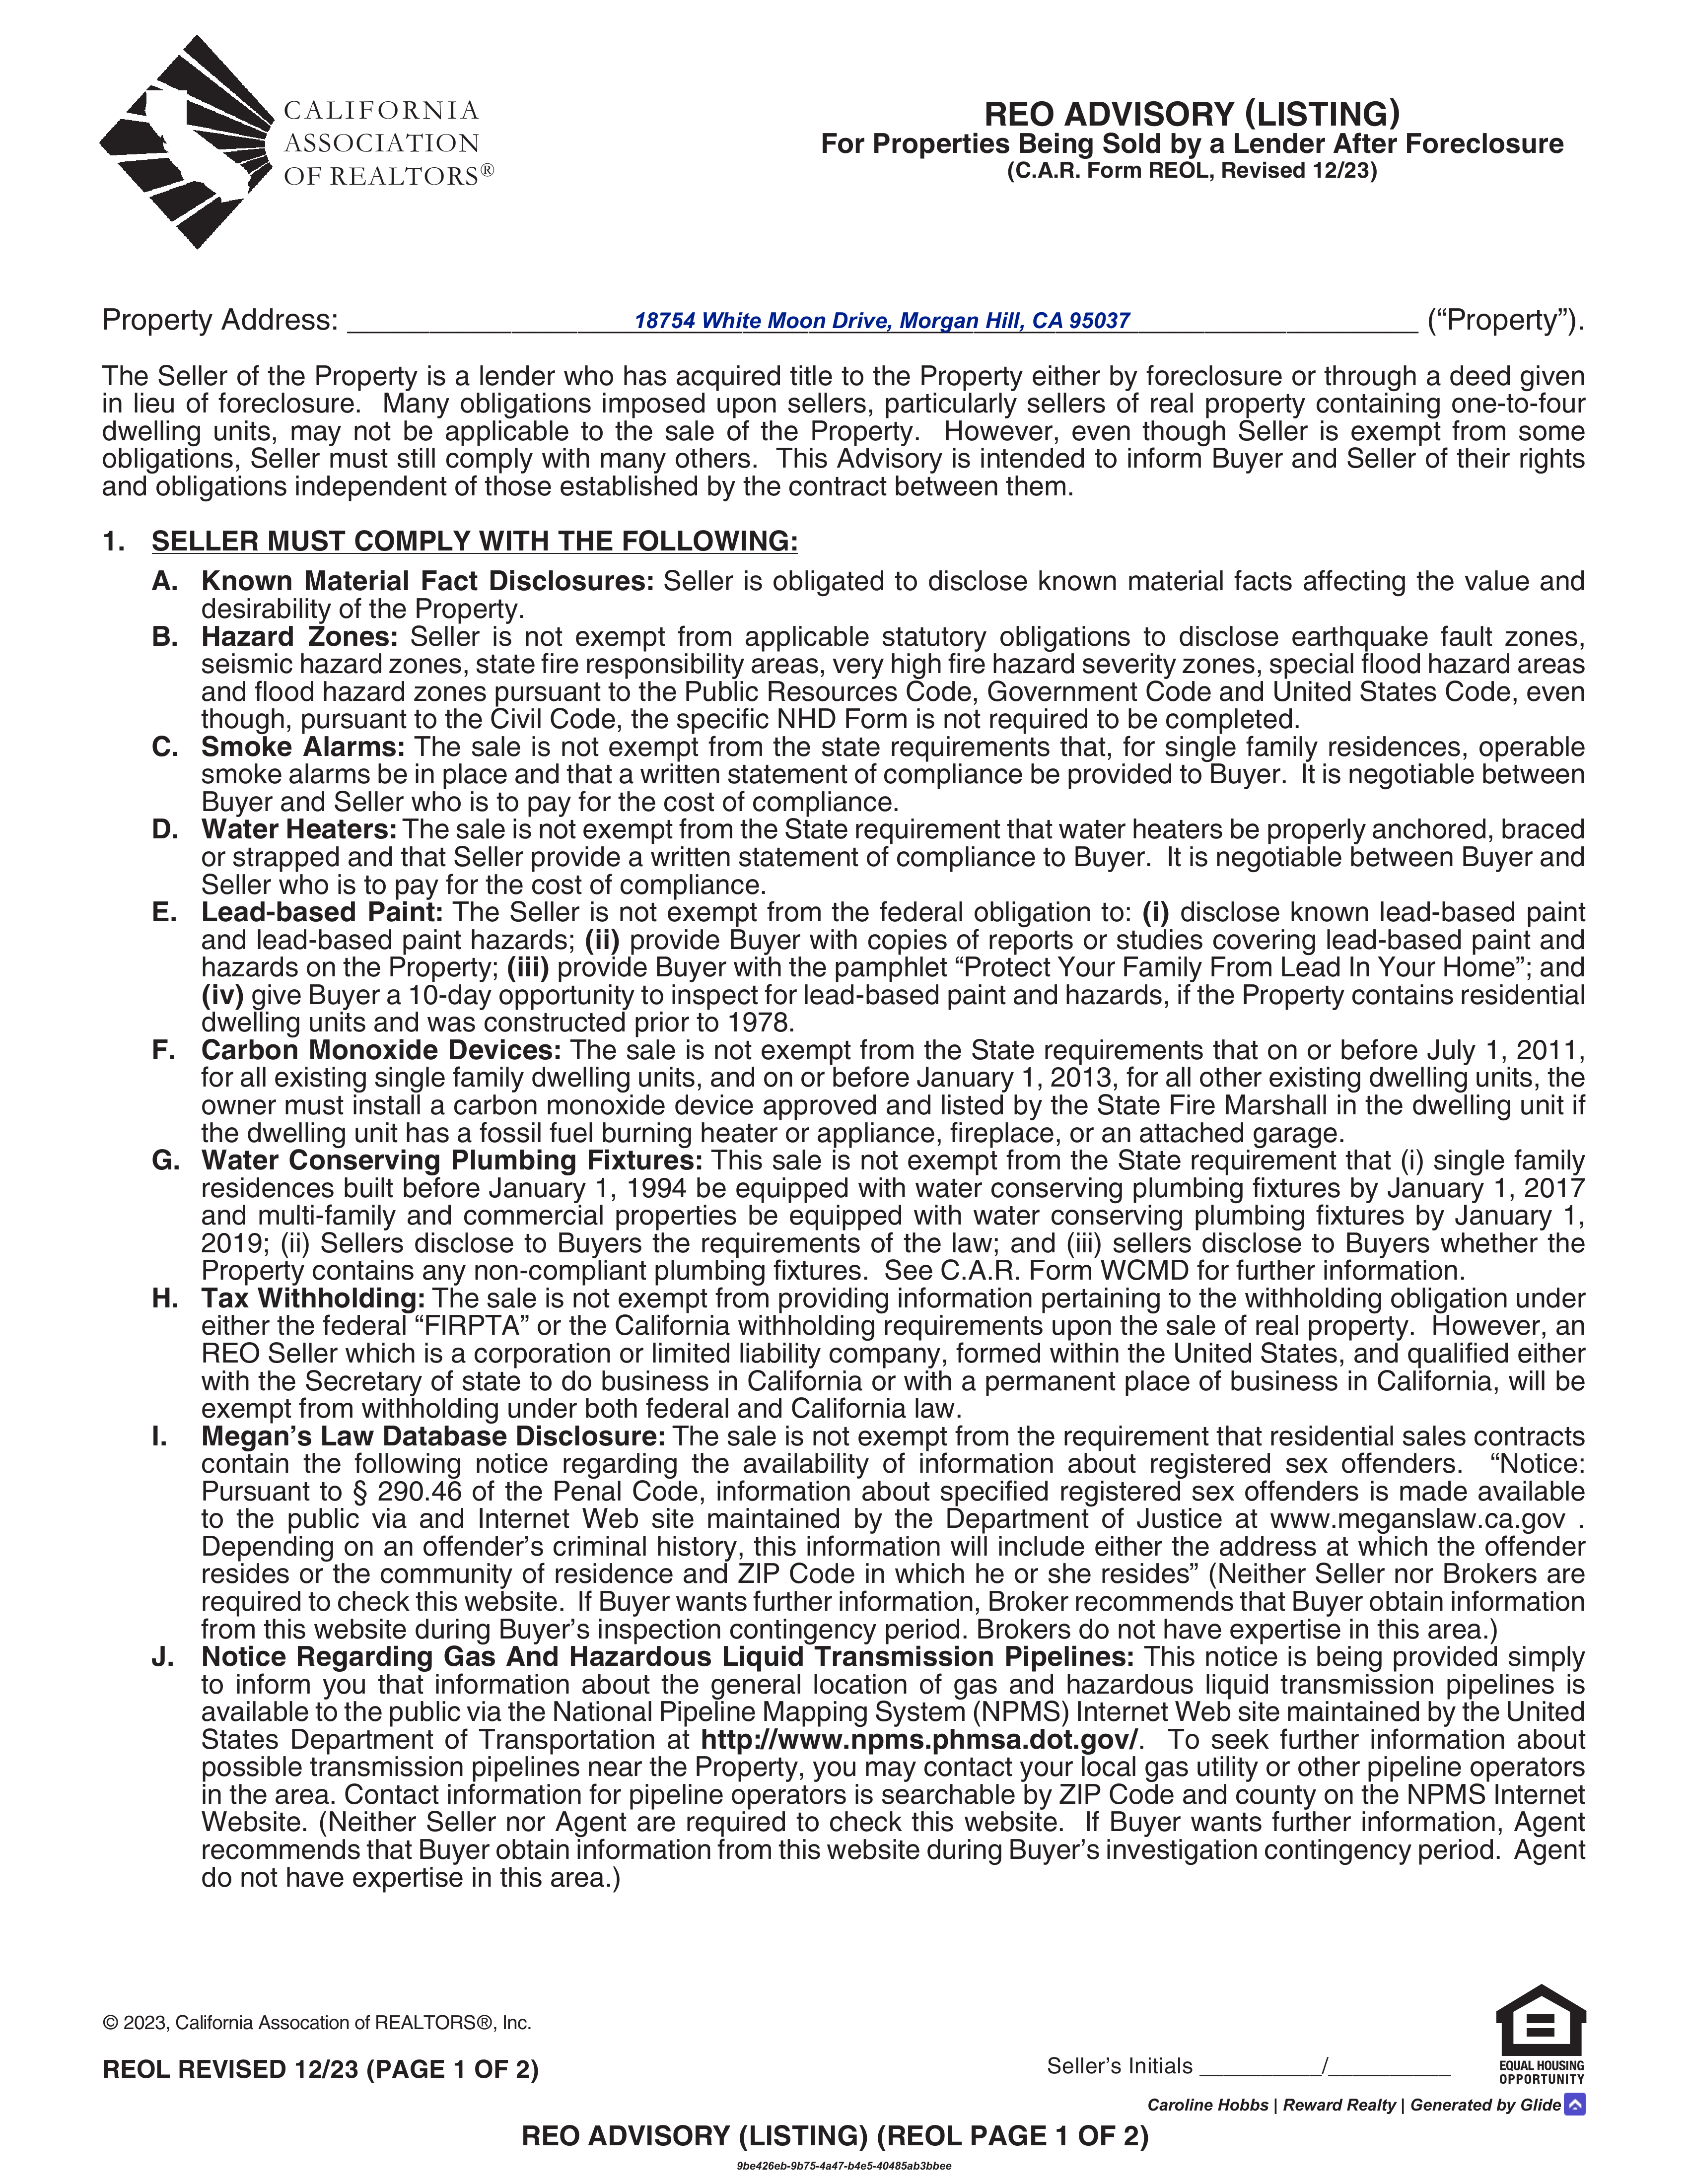 CALIFORNIA
ASSOCIATION
OF REALTORS®
REO ADVISORY (LISTING)
For Properties Being Sold by a Lender After Foreclosure
(C.A.R. Form REOL, Revised 12/23)
Property Address: 18754 White Moon Drive, Morgan Hill, CA 95037 (“Property”).
The Seller of the Property is a lender who has acquired title to the Property either by foreclosure or through a deed given
in lieu of foreclosure. Many obligations imposed upon sellers, particularly sellers of real property containing one-to-four
dwelling units, may not be applicable to the sale of the Property. However, even though Seller is exempt from some
obligations, Seller must still comply with many others. This Advisory is intended to inform Buyer and Seller of their rights
and obligations independent of those established by the contract between them.
1. SELLER MUST COMPLY WITH THE FOLLOWING:
A. Known Material Fact Disclosures: Seller is obligated to disclose known material facts affecting the value and
desirability of the Property.
B. Hazard Zones: Seller is not exempt from applicable statutory obligations to disclose earthquake fault zones,
seismic hazard zones, state fire responsibility areas, very high fire hazard severity zones, special flood hazard areas
and flood hazard zones pursuant to the Public Resources Code, Government Code and United States Code, even
though, pursuant to the Civil Code, the specific NHD Form is not required to be completed.
C. Smoke Alarms: The sale is not exempt from the state requirements that, for single family residences, operable
smoke alarms be in place and that a written statement of compliance be provided to Buyer. It is negotiable between
Buyer and Seller who is to pay for the cost of compliance.
D. Water Heaters: The sale is not exempt from the State requirement that water heaters be properly anchored, braced
or strapped and that Seller provide a written statement of compliance to Buyer. It is negotiable between Buyer and
Seller who is to pay for the cost of compliance.
E. Lead-based Paint: The Seller is not exempt from the federal obligation to: (i) disclose known lead-based paint
and lead-based paint hazards; (ii) provide Buyer with copies of reports or studies covering lead-based paint and
hazards on the Property; (iii) provide Buyer with the pamphlet “Protect Your Family From Lead In Your Home”; and
(iv) give Buyer a 10-day opportunity to inspect for lead-based paint and hazards, if the Property contains residential
dwelling units and was constructed prior to 1978.
F. Carbon Monoxide Devices: The sale is not exempt from the State requirements that on or before July 1, 2011,
for all existing single family dwelling units, and on or before January 1, 2013, for all other existing dwelling units, the
owner must install a carbon monoxide device approved and listed by the State Fire Marshall in the dwelling unit if
the dwelling unit has a fossil fuel burning heater or appliance, fireplace, or an attached garage.
G. Water Conserving Plumbing Fixtures: This sale is not exempt from the State requirement that (i) single family
residences built before January 1, 1994 be equipped with water conserving plumbing fixtures by January 1, 2017
and multi-family and commercial properties be equipped with water conserving plumbing fixtures by January 1,
2019; (ii) Sellers disclose to Buyers the requirements of the law; and (iii) sellers disclose to Buyers whether the
Property contains any non-compliant plumbing fixtures. See C.A.R. Form WCMD for further information.
H. Tax Withholding: The sale is not exempt from providing information pertaining to the withholding obligation under
either the federal “FIRPTA” or the California withholding requirements upon the sale of real property. However, an
REO Seller which is a corporation or limited liability company, formed within the United States, and qualified either
with the Secretary of state to do business in California or with a permanent place of business in California, will be
exempt from withholding under both federal and California law.
I. Megan’s Law Database Disclosure: The sale is not exempt from the requirement that residential sales contracts
contain the following notice regarding the availability of information about registered sex offenders. “Notice:
Pursuant to § 290.46 of the Penal Code, information about specified registered sex offenders is made available
to the public via and Internet Web site maintained by the Department of Justice at www.meganslaw.ca.gov .
Depending on an offender’s criminal history, this information will include either the address at which the offender
resides or the community of residence and ZIP Code in which he or she resides” (Neither Seller nor Brokers are
required to check this website. If Buyer wants further information, Broker recommends that Buyer obtain information
from this website during Buyer’s inspection contingency period. Brokers do not have expertise in this area.)
J. Notice Regarding Gas And Hazardous Liquid Transmission Pipelines: This notice is being provided simply
to inform you that information about the general location of gas and hazardous liquid transmission pipelines is
available to the public via the National Pipeline Mapping System (NPMS) Internet Web site maintained by the United
States Department of Transportation at http://www.npms.phmsa.dot.gov/. To seek further information about
possible transmission pipelines near the Property, you may contact your local gas utility or other pipeline operators
in the area. Contact information for pipeline operators is searchable by ZIP Code and county on the NPMS Internet
Website. (Neither Seller nor Agent are required to check this website. If Buyer wants further information, Agent
recommends that Buyer obtain information from this website during Buyer’s investigation contingency period. Agent
do not have expertise in this area.)
© 2023, California Assocation of REALTORS®, Inc.
REOL REVISED 12/23 (PAGE 1 OF 2)
Seller’s Initials __________/__________
EQUAL HOUSING
OPPORTUNITY
Caroline Hobbs | Reward Realty | Generated by Glide
REO ADVISORY (LISTING) (REOL PAGE 1 OF 2)
9be426eb-9b75-4a47-b4e5-40485ab3bbee